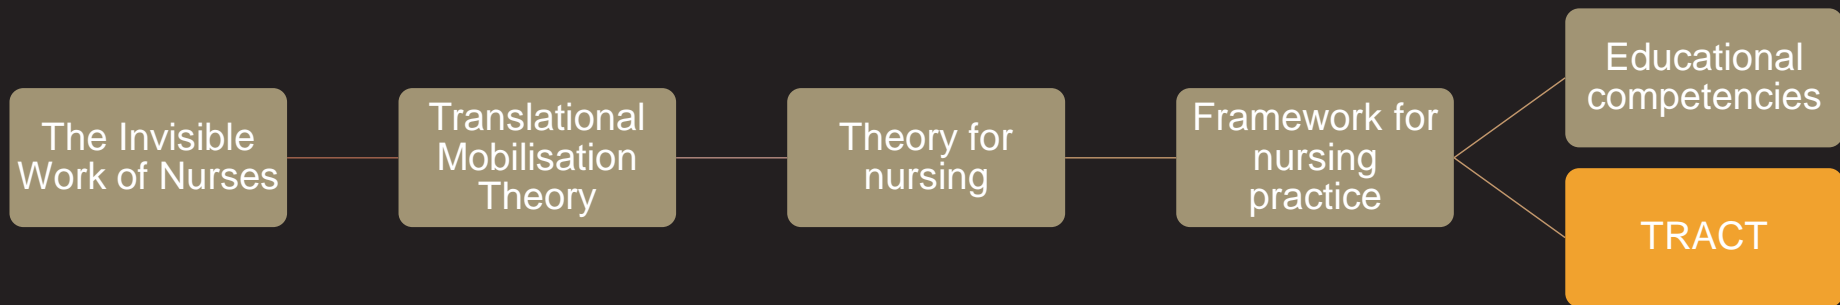 The Invisible
Work of Nurses
Translational
Mobilisation
Theory
Theory for
nursing
Framework for
nursing
practice
Educational
competencies
TRACT